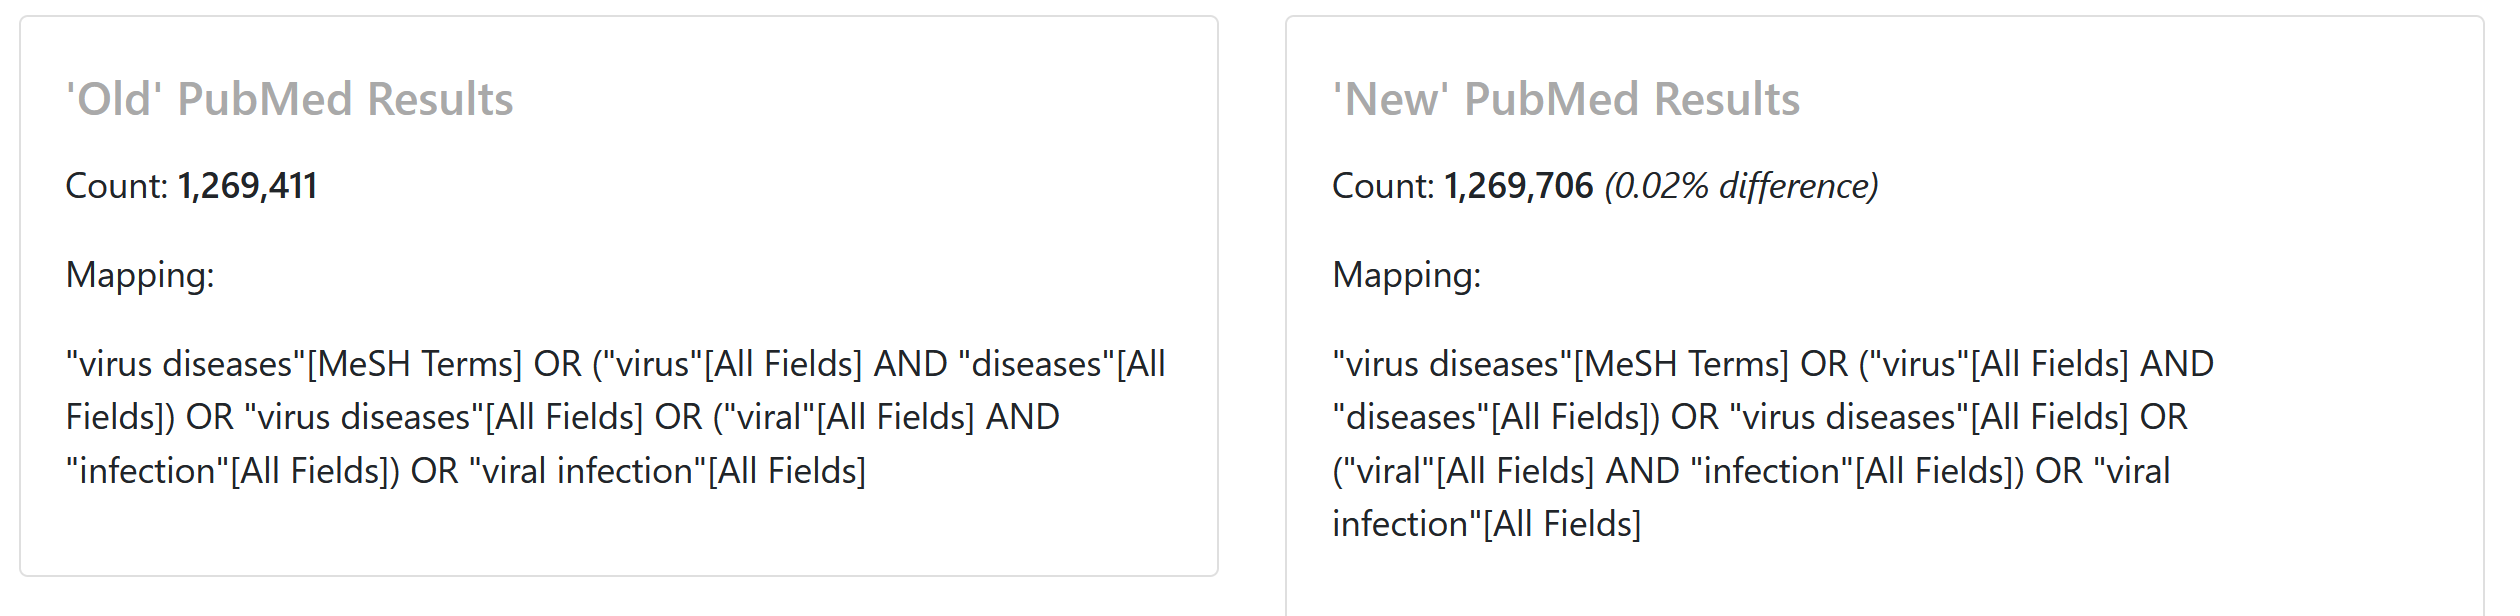 'Old' PubMed Results
Count: 1,269,411
Mapping:
"virus diseases"[MeSH Terms] OR ("virus"[All Fields] AND "diseases"[All
Fields]) OR "virus diseases"[All Fields] OR ("viral"[All Fields] AND
"infection"[All Fields]) OR "viral infection"[All Fields]
'New' PubMed Results
Count: 1,269,706 (0.02% difference)
Mapping:
"virus diseases"[MeSH Terms] OR ("virus"[All Fields] AND
"diseases"[All Fields]) OR "virus diseases"[All Fields] OR
("viral"[All Fields] AND "infection"[All Fields]) OR "viral
infection"[All Fields]